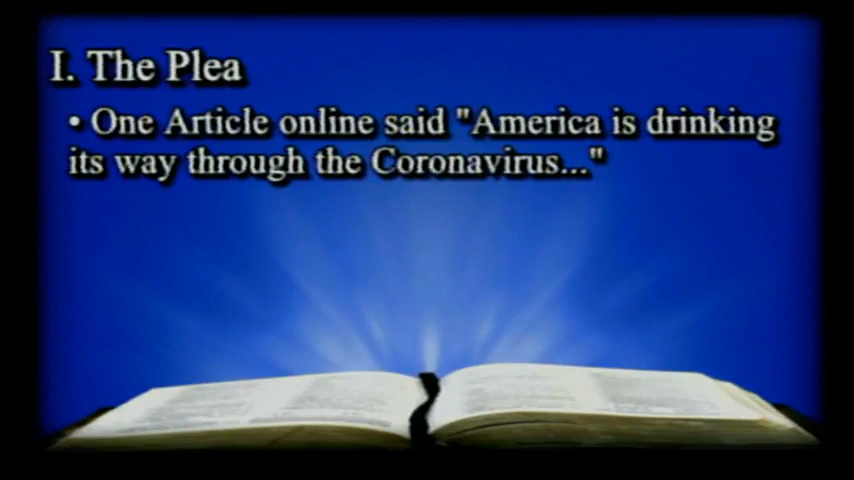 I. The Plea
• One Article online said "America is drinking
its way through the Coronavirus..."